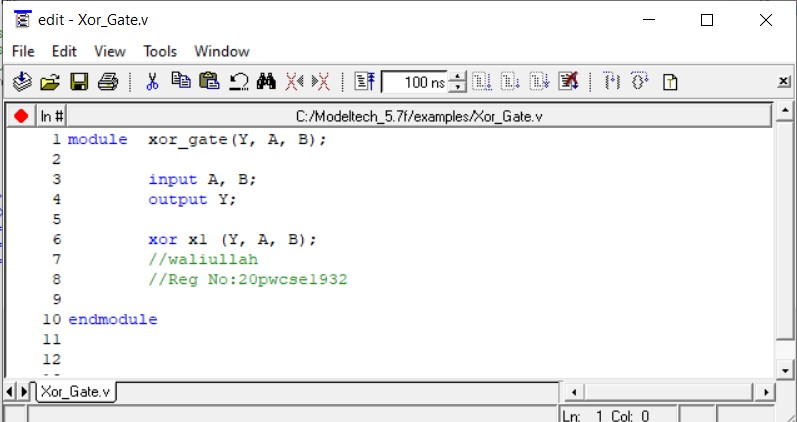 edit - Xor_Gate.v
File Edit View Tools Window
100 ns
ln # C:/Modeltech_5.7f/examples/Xor_Gate.v
1 module xor_gate(Y, A, B);
2
3 input A, B;
4 output Y;
5
6 xor x1 (Y, A, B);
7 //waliullah
8 //Reg No:20pwcse1932
9
10 endmodule
11
12
Xor_Gate.v
Ln: 1 Col: 0